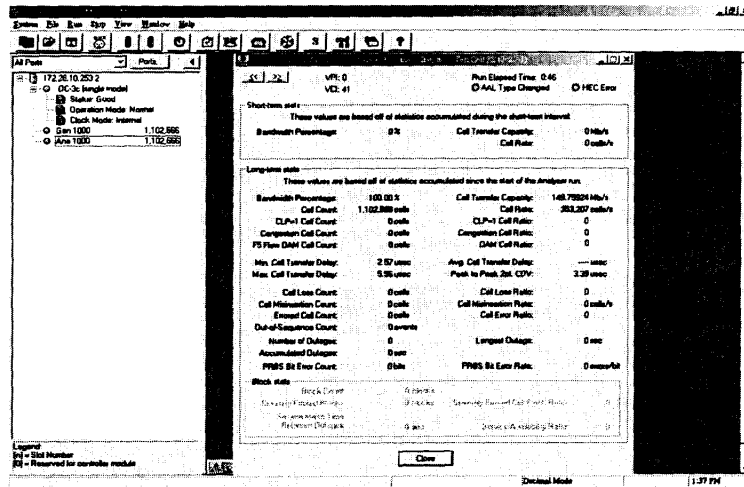 System File Run Stop View Window Help
All Ports
Ports...
172.26.10.253 2
OC-3c (single mode)
Status: Good
Operation Mode: Normal
Clock Mode: Internal
Gen 1000 1,102,666
Ana 1000 1,102,666
Legend
[n] = Slot Number
[0] = Reserved for controller module
<< >>
VPI: 0
VCI: 41
Run Elapsed Time: 0:46
AAL Type Changed
HEC Error
Short-term stats
These values are based off of statistics accumulated during the short-term interval.
Bandwidth Percentage: 0 % Cell Transfer Capacity: 0 Mb/s
Cell Rate: 0 cells/s
Long-term stats
These values are based off of statistics accumulated since the start of the Analyzer run.
Bandwidth Percentage: 100.00 % Cell Transfer Capacity: 149.75924 Mb/s
Cell Count: cells Cell Rate: 353,207 cells/s
CLP=1 Cell Count: 0 cells CLP=1 Cell Ratio: 0
Congestion Cell Count: 0 cells Congestion Cell Ratio: 0
F5 Flow OAM Cell Count: 0 cells OAM Cell Ratio: 0
Min. Cell Transfer Delay: 2.57 usec Avg. Cell Transfer Delay: ---- usec
Max. Cell Transfer Delay: usec Peak to Peak 2pt. CDV: 3.39 usec
Cell Loss Count: 0 cells Cell Loss Ratio: 0
Cell Misinsertion Count: 0 cells Cell Misinsertion Rate: 0 cells/s
Errored Cell Count: 0 cells Cell Error Ratio: 0
Out-of-Sequence Count: 0 events
Number of Outages: 0 Longest Outage: 0 sec
Accumulated Outages: 0 sec
PRBS Bit Error Count: 0 bits PRBS Bit Error Rate: 0 errors/bit
Block stats
Block Count:
Close
Decimal Mode
1:37 PM